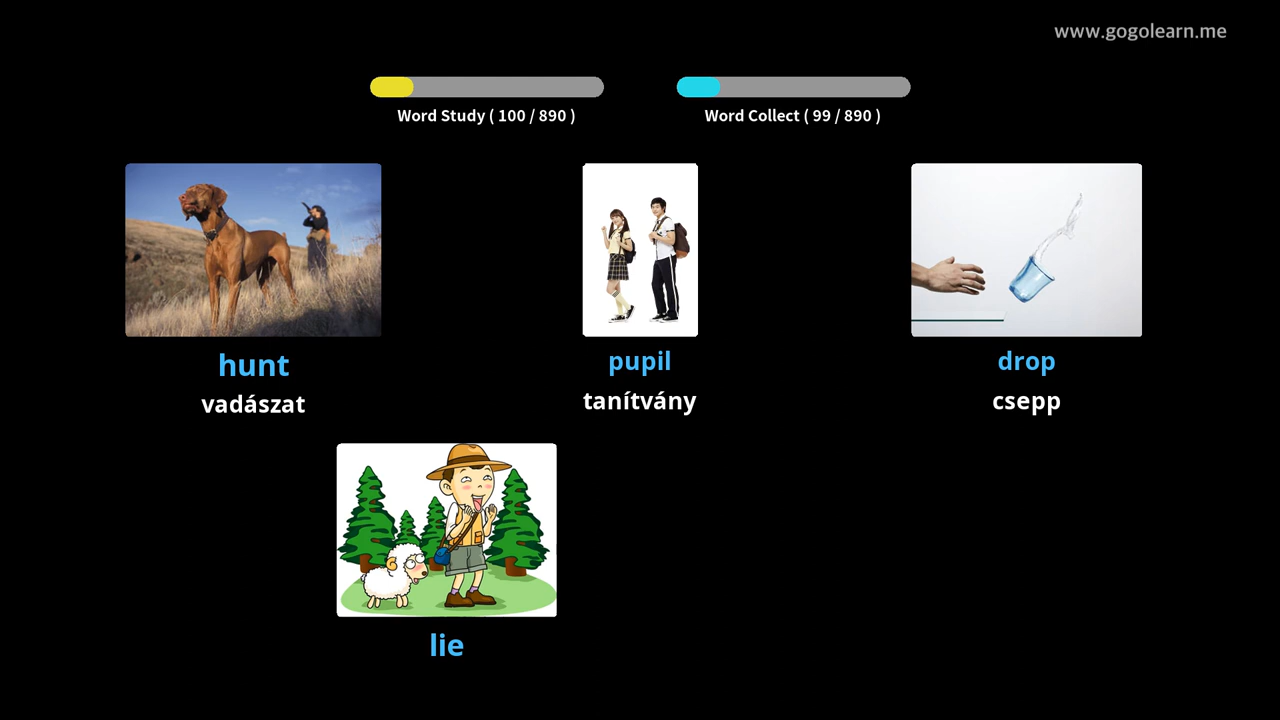 www.gogolearn.me
Word Study ( 100 / 890 )
Word Collect ( 99 / 890 )
hunt
vadászat
pupil
tanítvány
drop
csepp
lie